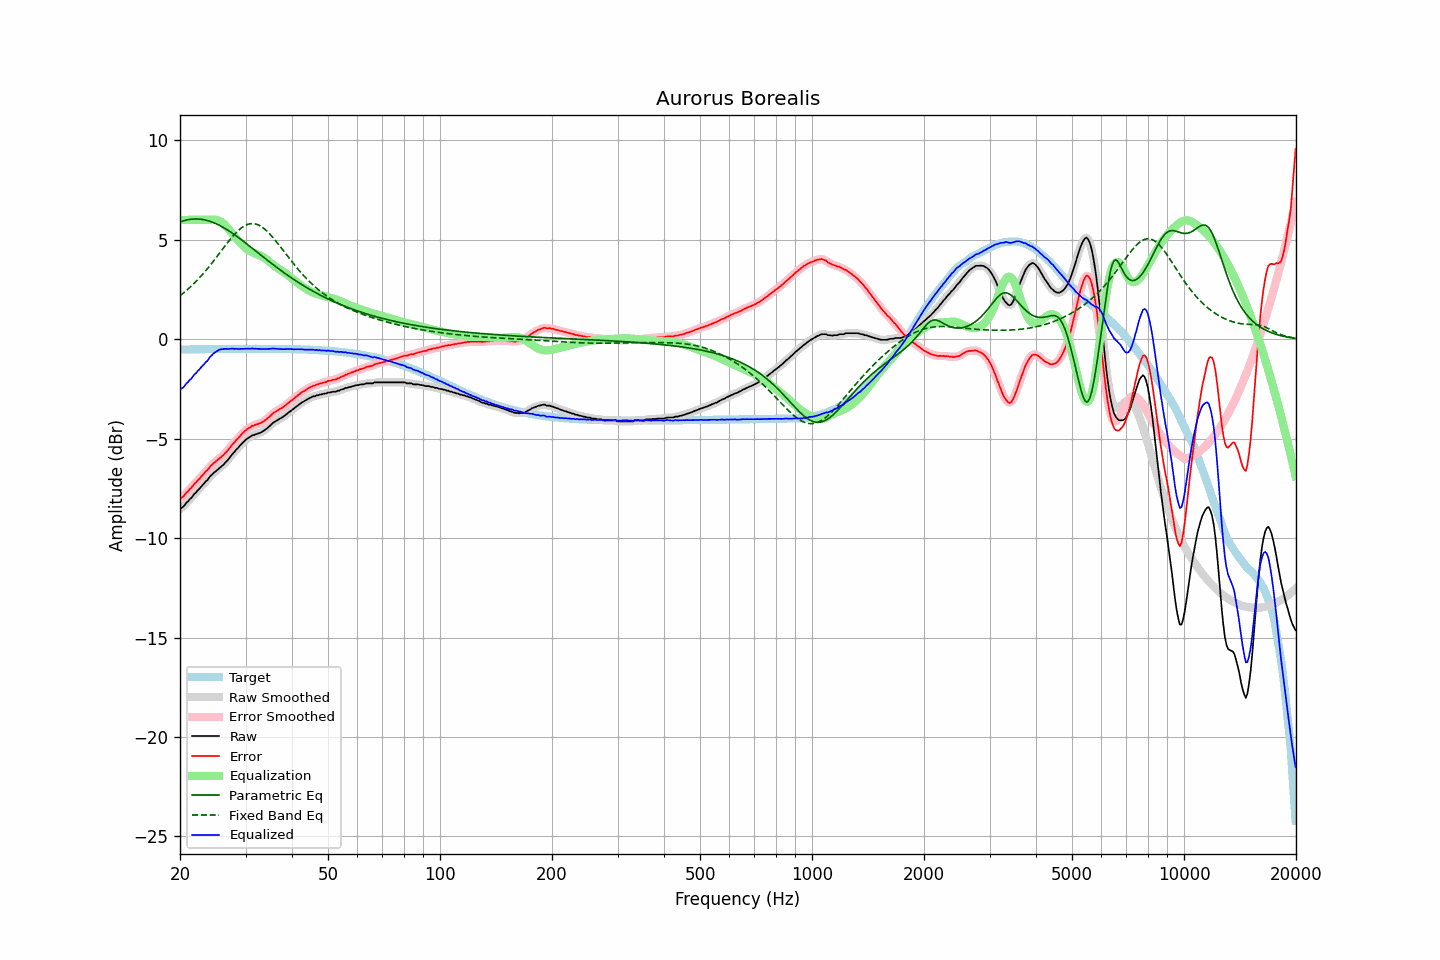 Aurorus Borealis
Amplitude (dBr)
10
5
0
−5
−10
−15
−20
−25
Target
Raw Smoothed
Error Smoothed
Raw
Error
Equalization
Parametric Eq
Fixed Band Eq
Equalized
20 50 100 200 500 1000 2000 5000 10000 20000
Frequency (Hz)